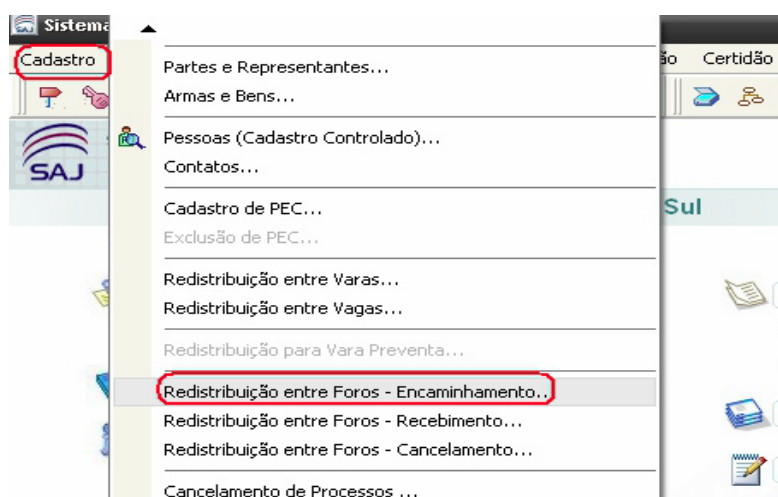 Sistema
Cadastro
ão Certidão
Partes e Representantes...
Armas e Bens...
Pessoas (Cadastro Controlado)...
Contatos...
SAJ
Cadastro de PEC...
Sul
Exclusão de PEC...
Redistribuição entre Varas...
Redistribuição entre Vagas...
Redistribuição para Vara Preventa...
Redistribuição entre Foros - Encaminhamento...
Redistribuição entre Foros - Recebimento...
Redistribuição entre Foros - Cancelamento...
Cancelamento de Processos ...